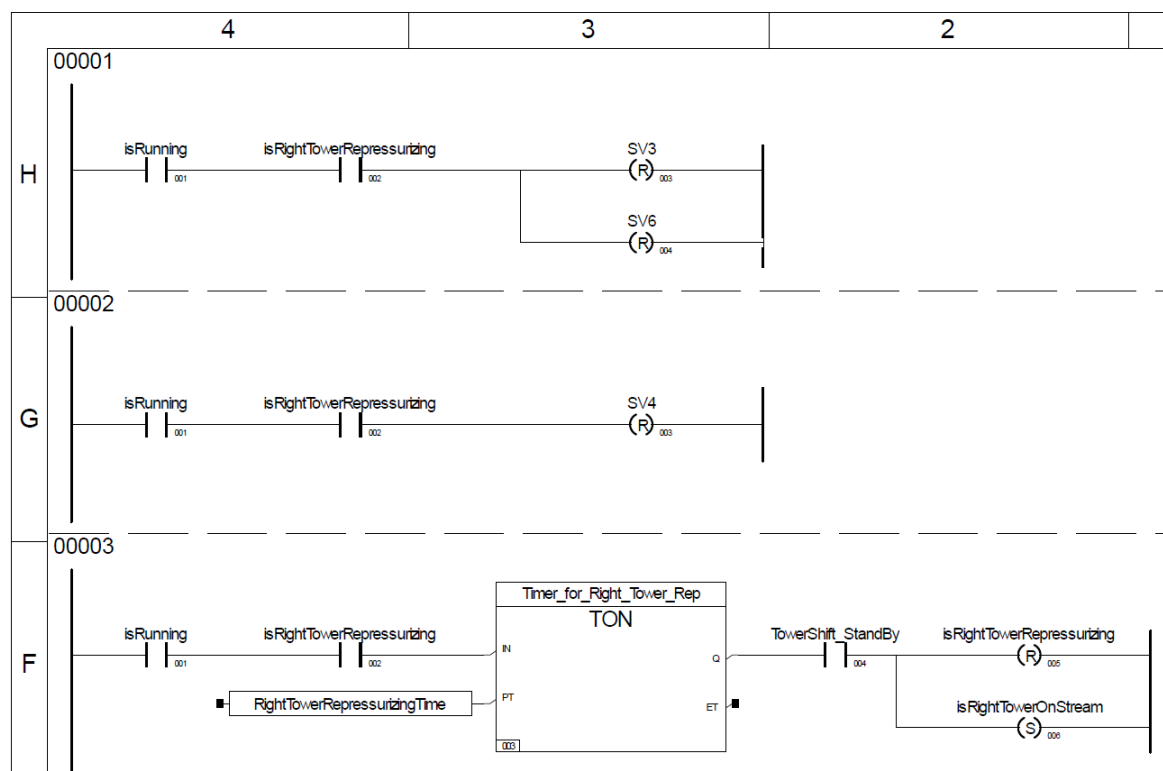 4 3 2
00001
isRunning isRightTowerRepressurizing SV3
H
001 002 (R) 003
SV6
(R) 004
00002
isRunning isRightTowerRepressurizing SV4
G
001 002 (R) 003
00003
Timer_for_Right_Tower_Rep
TON
isRunning isRightTowerRepressurizing TowerShift_StandBy isRightTowerRepressurizing
F
001 002 IN Q 004 (R) 005
RightTowerRepressurizingTime PT ET isRightTowerOnStream
(S) 006
003